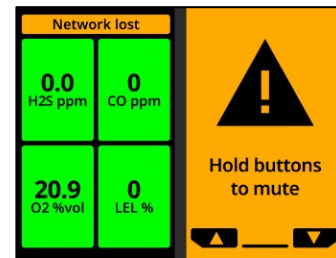 Network lost
0.0
H2S ppm
0
CO ppm
20.9
O2 %vol
0
LEL %
!
Hold buttons
to mute